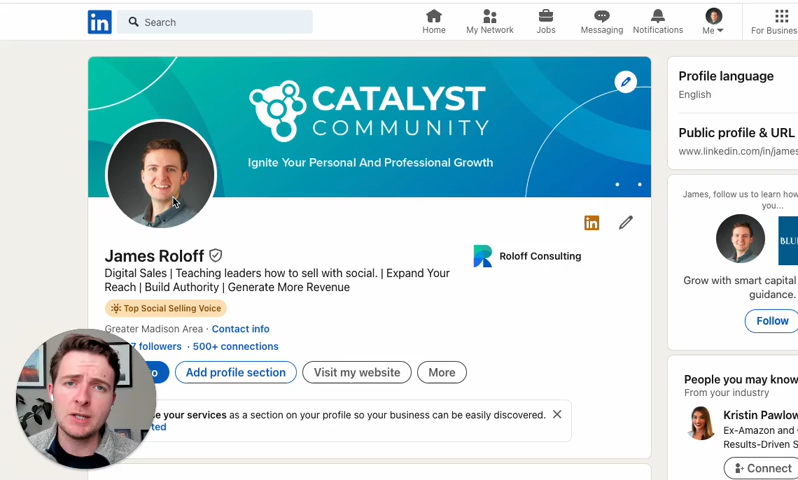 in
Search
Home
My Network
Jobs
Messaging
Notifications
Me
For Busines
CATALYST
COMMUNITY
Ignite Your Personal And Professional Growth
in
James Roloff
Roloff Consulting
Digital Sales | Teaching leaders how to sell with social. | Expand Your
Reach | Build Authority | Generate More Revenue
Top Social Selling Voice
Greater Madison Area · Contact info
7 followers · 500+ connections
o
Add profile section
Visit my website
More
e your services as a section on your profile so your business can be easily discovered.
ted
Profile language
English
Public profile & URL
www.linkedin.com/in/james
James, follow us to learn how
you...
BLUE
Grow with smart capital
guidance.
Follow
People you may know
From your industry
Kristin Pawlow
Ex-Amazon and
Results-Driven S
Connect